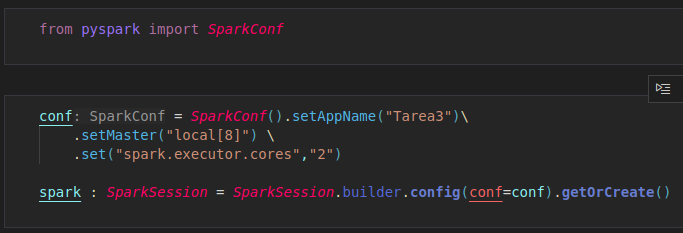 from pyspark import SparkConf
conf: SparkConf = SparkConf().setAppName("Tarea3")\
.setMaster("local[8]") \
.set("spark.executor.cores","2")
spark : SparkSession = SparkSession.builder.config(conf=conf).getOrCreate()